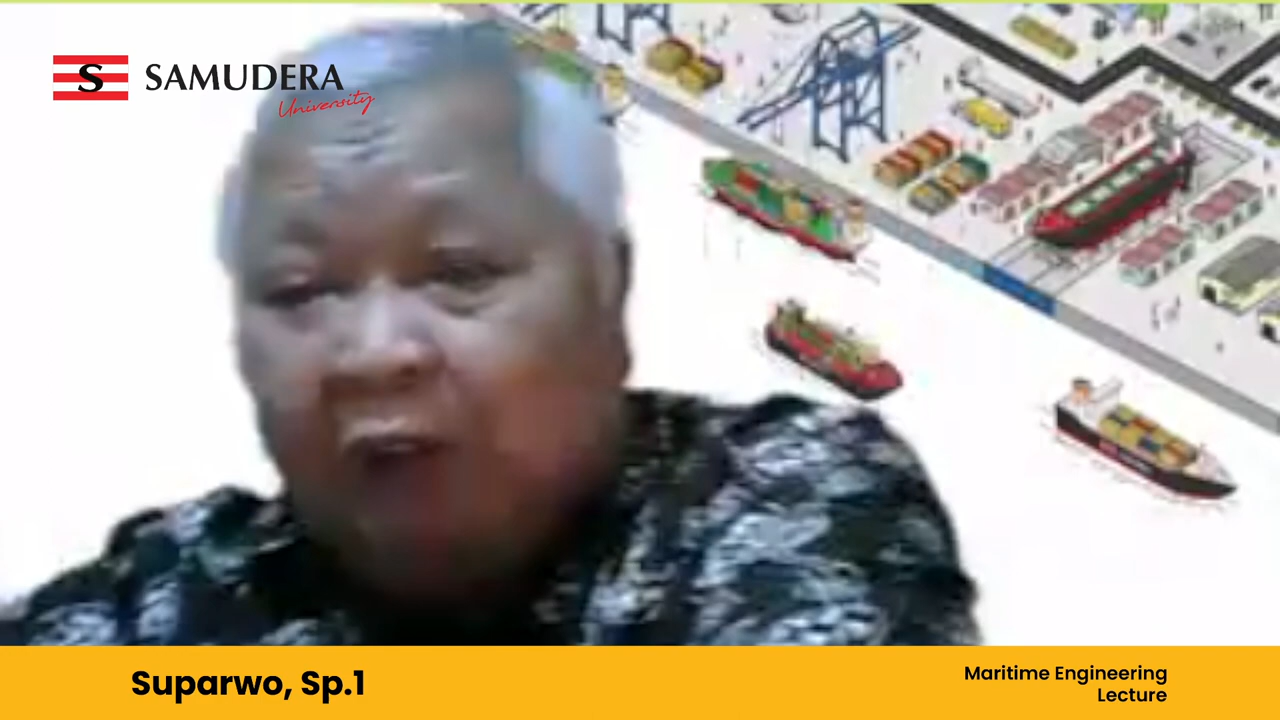 S SAMUDERA
University
Suparwo, Sp.1
Maritime Engineering
Lecture